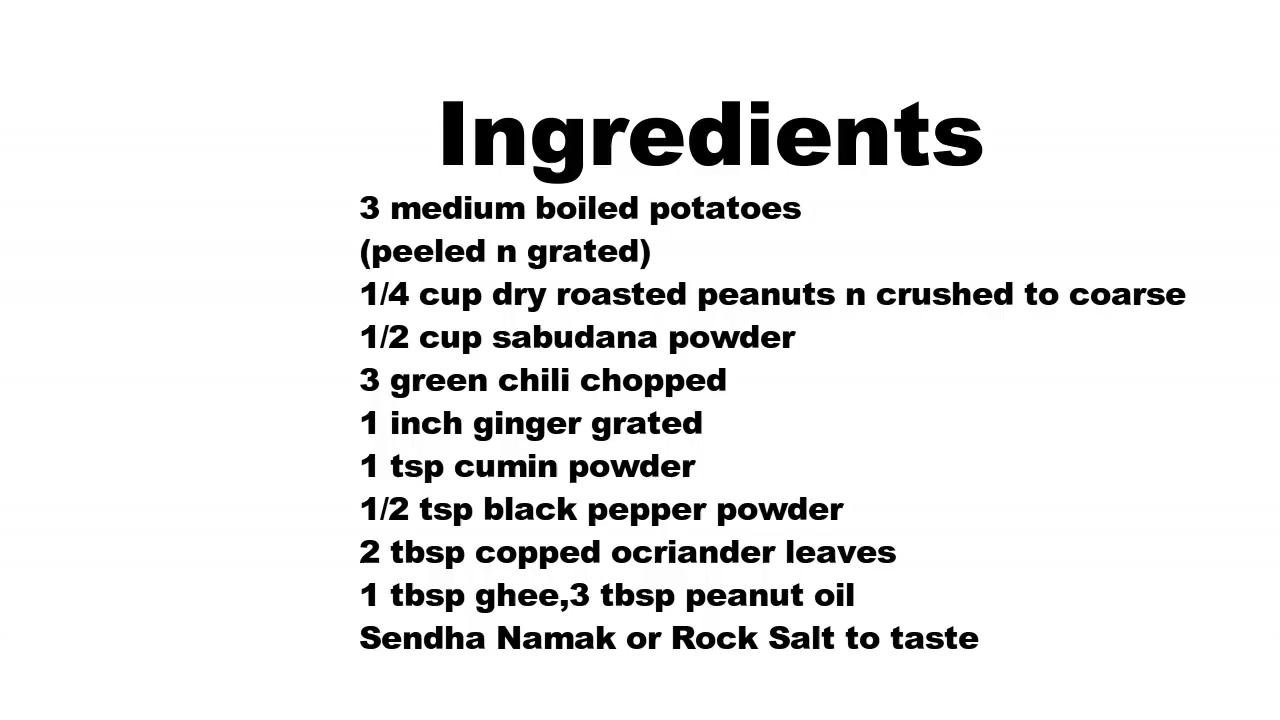 Ingredients
3 medium boiled potatoes
(peeled n grated)
1/4 cup dry roasted peanuts n crushed to coarse
1/2 cup sabudana powder
3 green chili chopped
1 inch ginger grated
1 tsp cumin powder
1/2 tsp black pepper powder
2 tbsp copped ocriander leaves
1 tbsp ghee,3 tbsp peanut oil
Sendha Namak or Rock Salt to taste